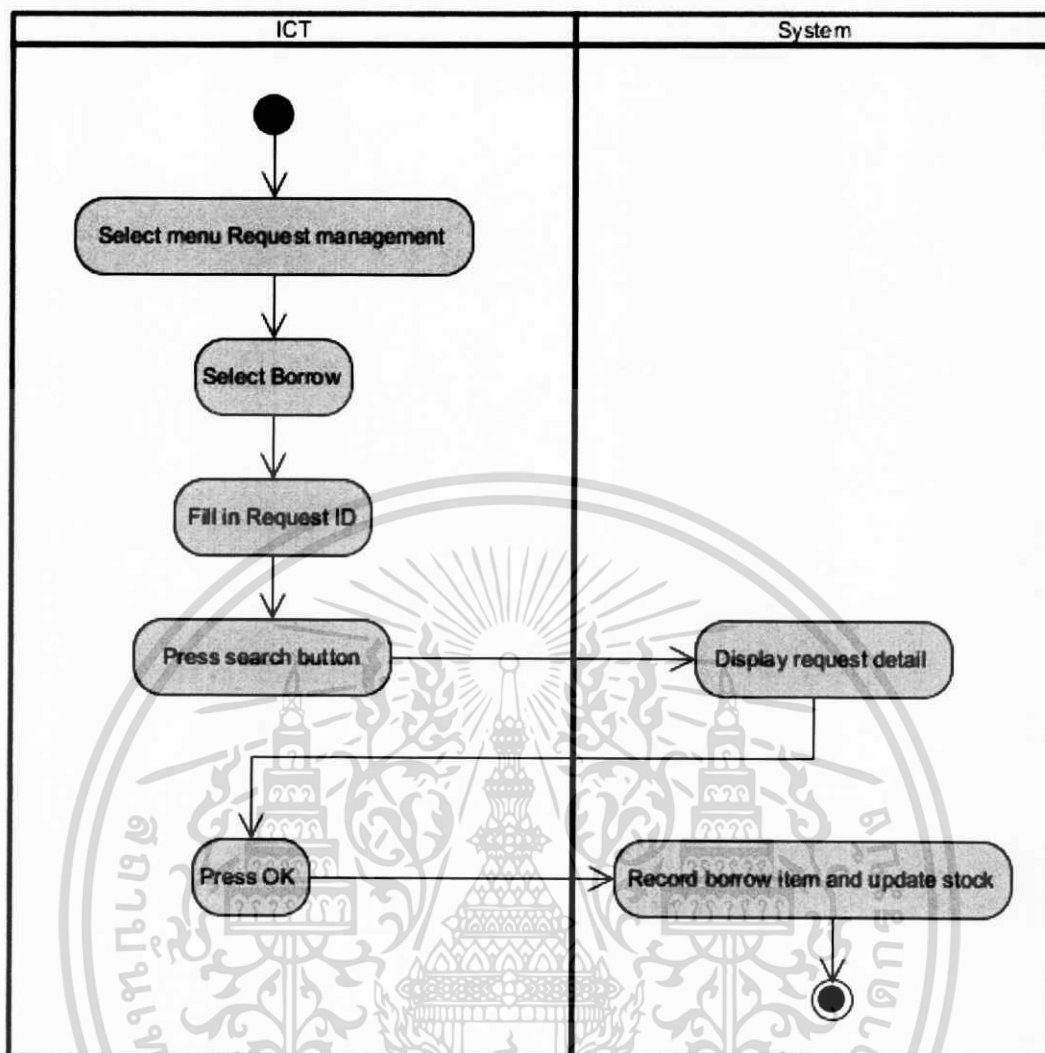 ICT
System
Select menu Request management
Select Borrow
Fill in Request ID
Press search button
Display request detail
Press OK
Record borrow item and update stock